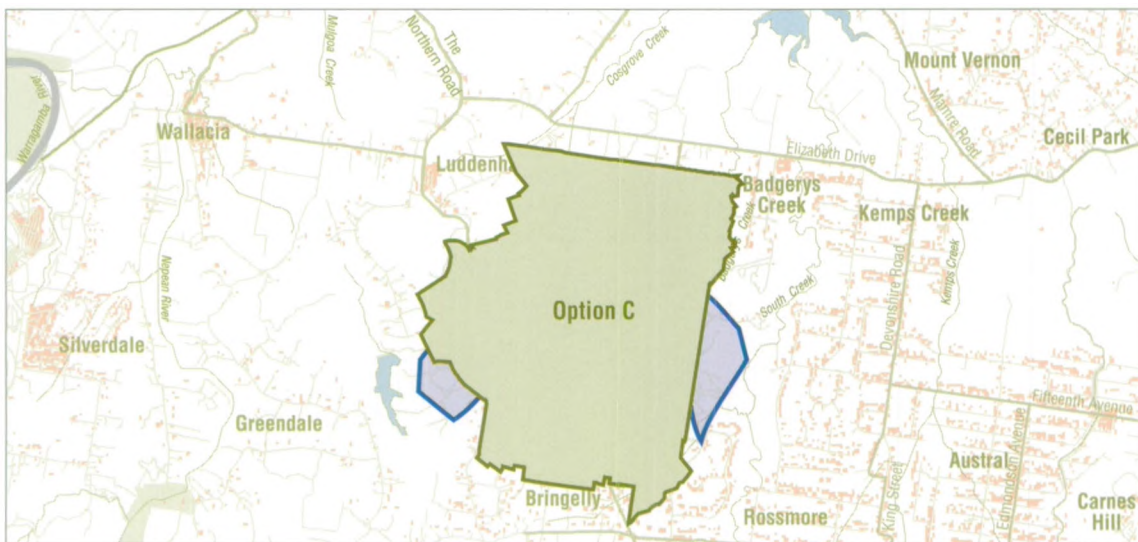 Mulgoa
Creek
The
Northern Road
Cosgrove Creek
Mount Vernon
Mamre Road
Warragamba
River
Wallacia
Cecil Park
Elizabeth Drive
Badgerys
Creek
Kemps Creek
Creek
Nepean River
South Creek
Devonshire Road
Kemps Creek
Option C
Silverdale
Greendale
Fifteenth Avenue
Austral
Edmondson Avenue
King Street
Bringelly
Rossmore
Carnes
Hill